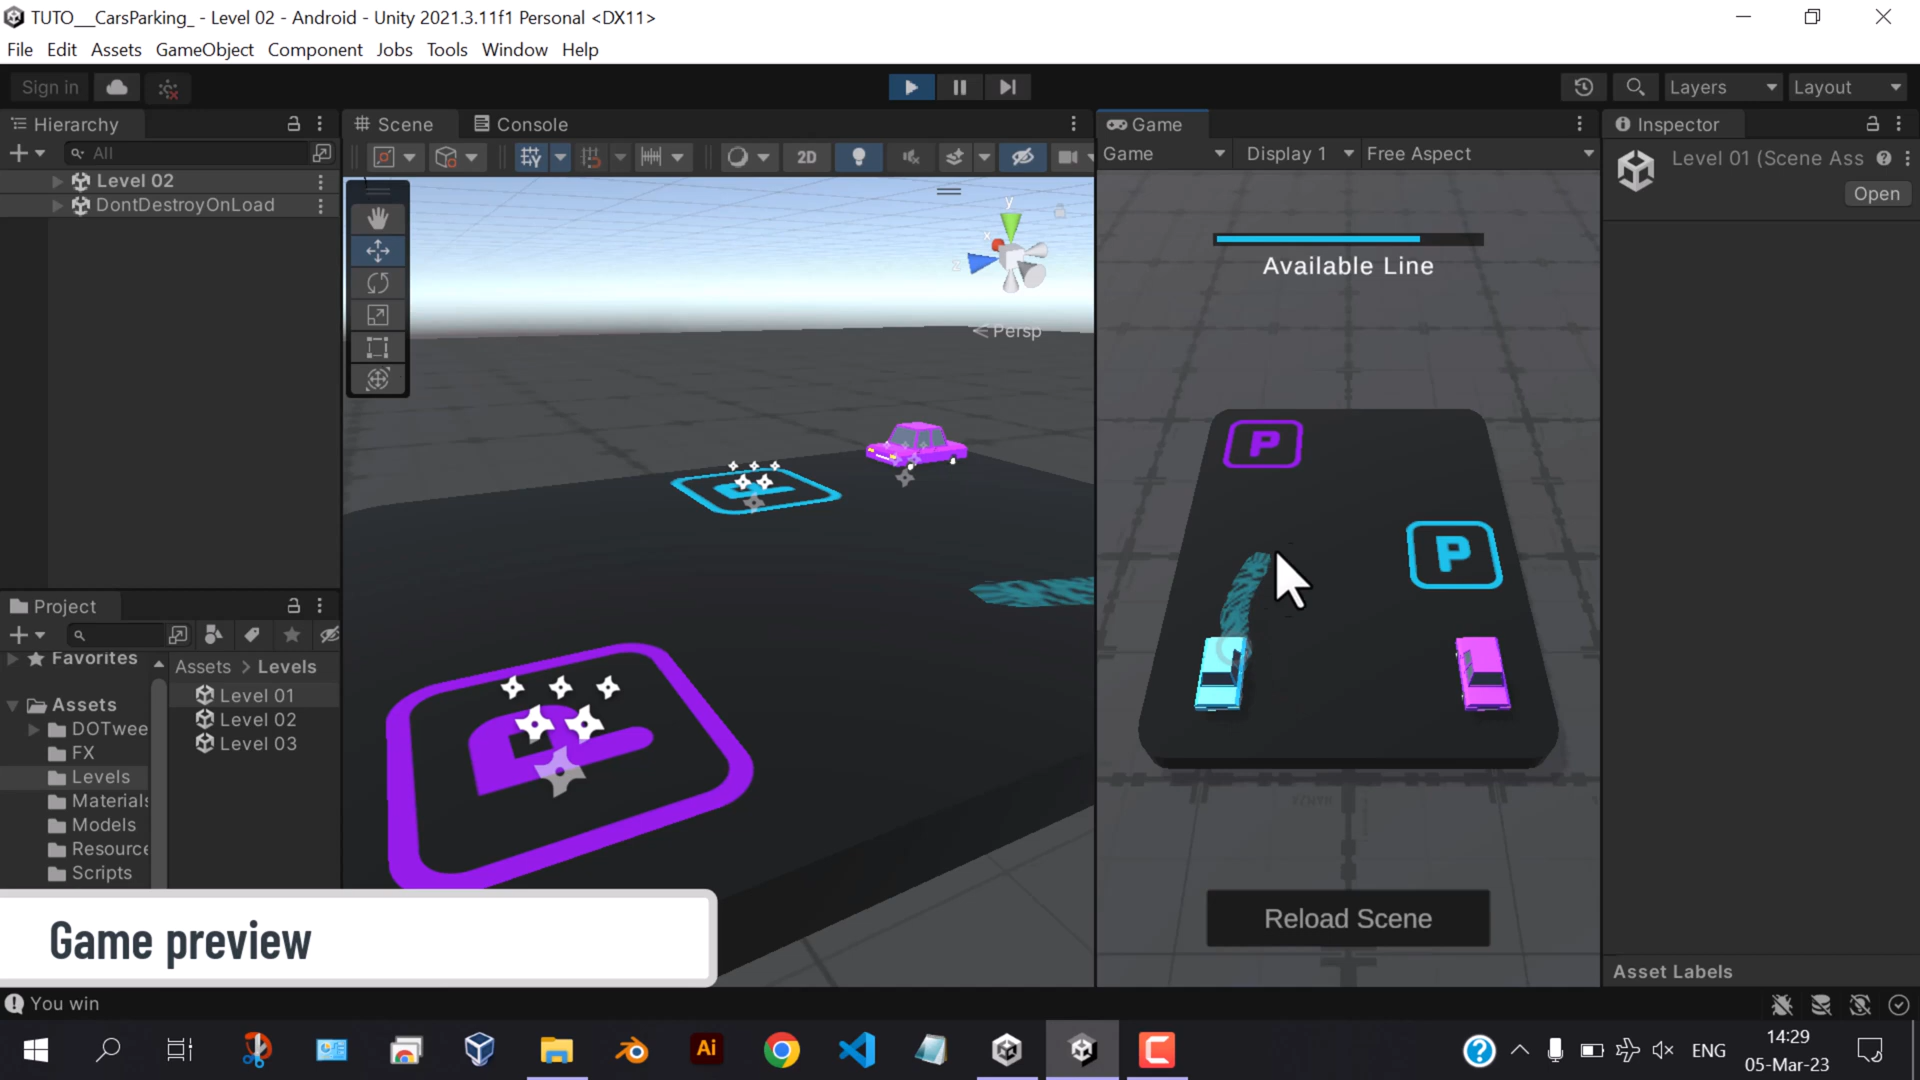 TUTO__CarsParking_ - Level 02 - Android - Unity 2021.3.11f1 Personal <DX11>
File Edit Assets GameObject Component Jobs Tools Window Help
Sign in
Layers
Layout
Hierarchy
All
Level 02
DontDestroyOnLoad
Scene
Console
2D
y
x
z
Persp
Game
Game
Display 1
Free Aspect
Available Line
P
P
Reload Scene
Inspector
Level 01 (Scene Ass
Open
Asset Labels
Project
Favorites
Assets
DOTwee
FX
Levels
Materials
Models
Resource
Scripts
Assets > Levels
Level 01
Level 02
Level 03
Game preview
You win
Ai
ENG
14:29
05-Mar-23